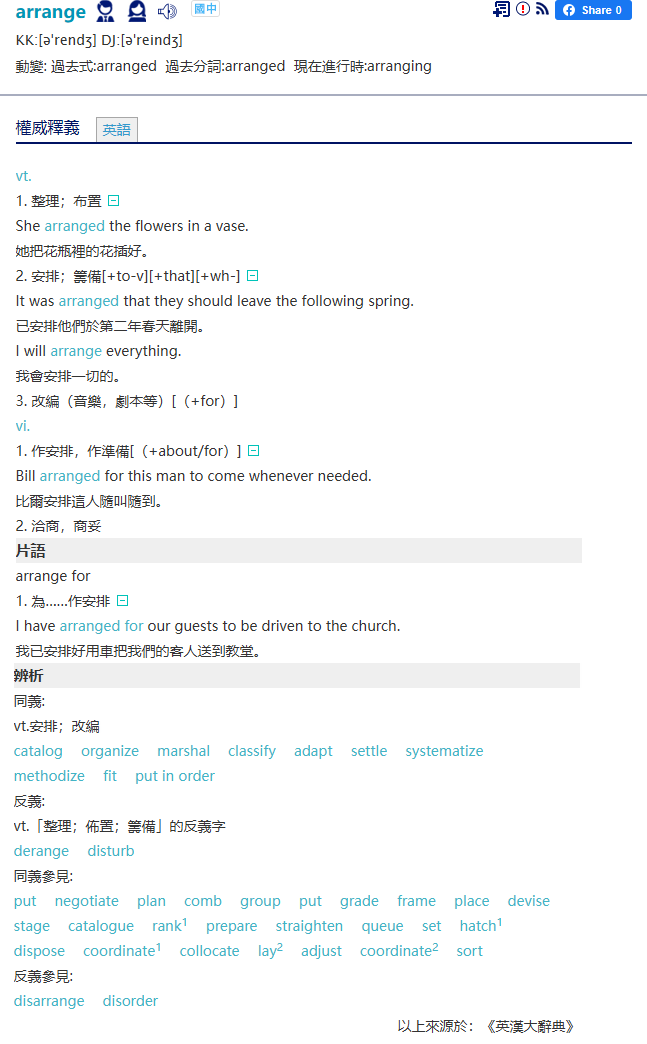 arrange 國中 Share 0
KK:[ə'rendʒ] DJ:[ə'reindʒ]
動變: 過去式:arranged 過去分詞:arranged 現在進行時:arranging
權威釋義 英語
vt.
1. 整理；布置
She arranged the flowers in a vase.
她把花瓶裡的花插好。
2. 安排；籌備[+to-v][+that][+wh-]
It was arranged that they should leave the following spring.
已安排他們於第二年春天離開。
I will arrange everything.
我會安排一切的。
3. 改編（音樂，劇本等）[（+for）]
vi.
1. 作安排，作準備[（+about/for）]
Bill arranged for this man to come whenever needed.
比爾安排這人隨叫隨到。
2. 洽商，商妥
片語
arrange for
1. 為……作安排
I have arranged for our guests to be driven to the church.
我已安排好用車把我們的客人送到教堂。
辨析
同義:
vt.安排；改編
catalog organize marshal classify adapt settle systematize
methodize fit put in order
反義:
vt.「整理；佈置；籌備」的反義字
derange disturb
同義參見:
put negotiate plan comb group put grade frame place devise
stage catalogue rank1 prepare straighten queue set hatch1
dispose coordinate1 collocate lay2 adjust coordinate2 sort
反義參見:
disarrange disorder
以上來源於：《英漢大辭典》